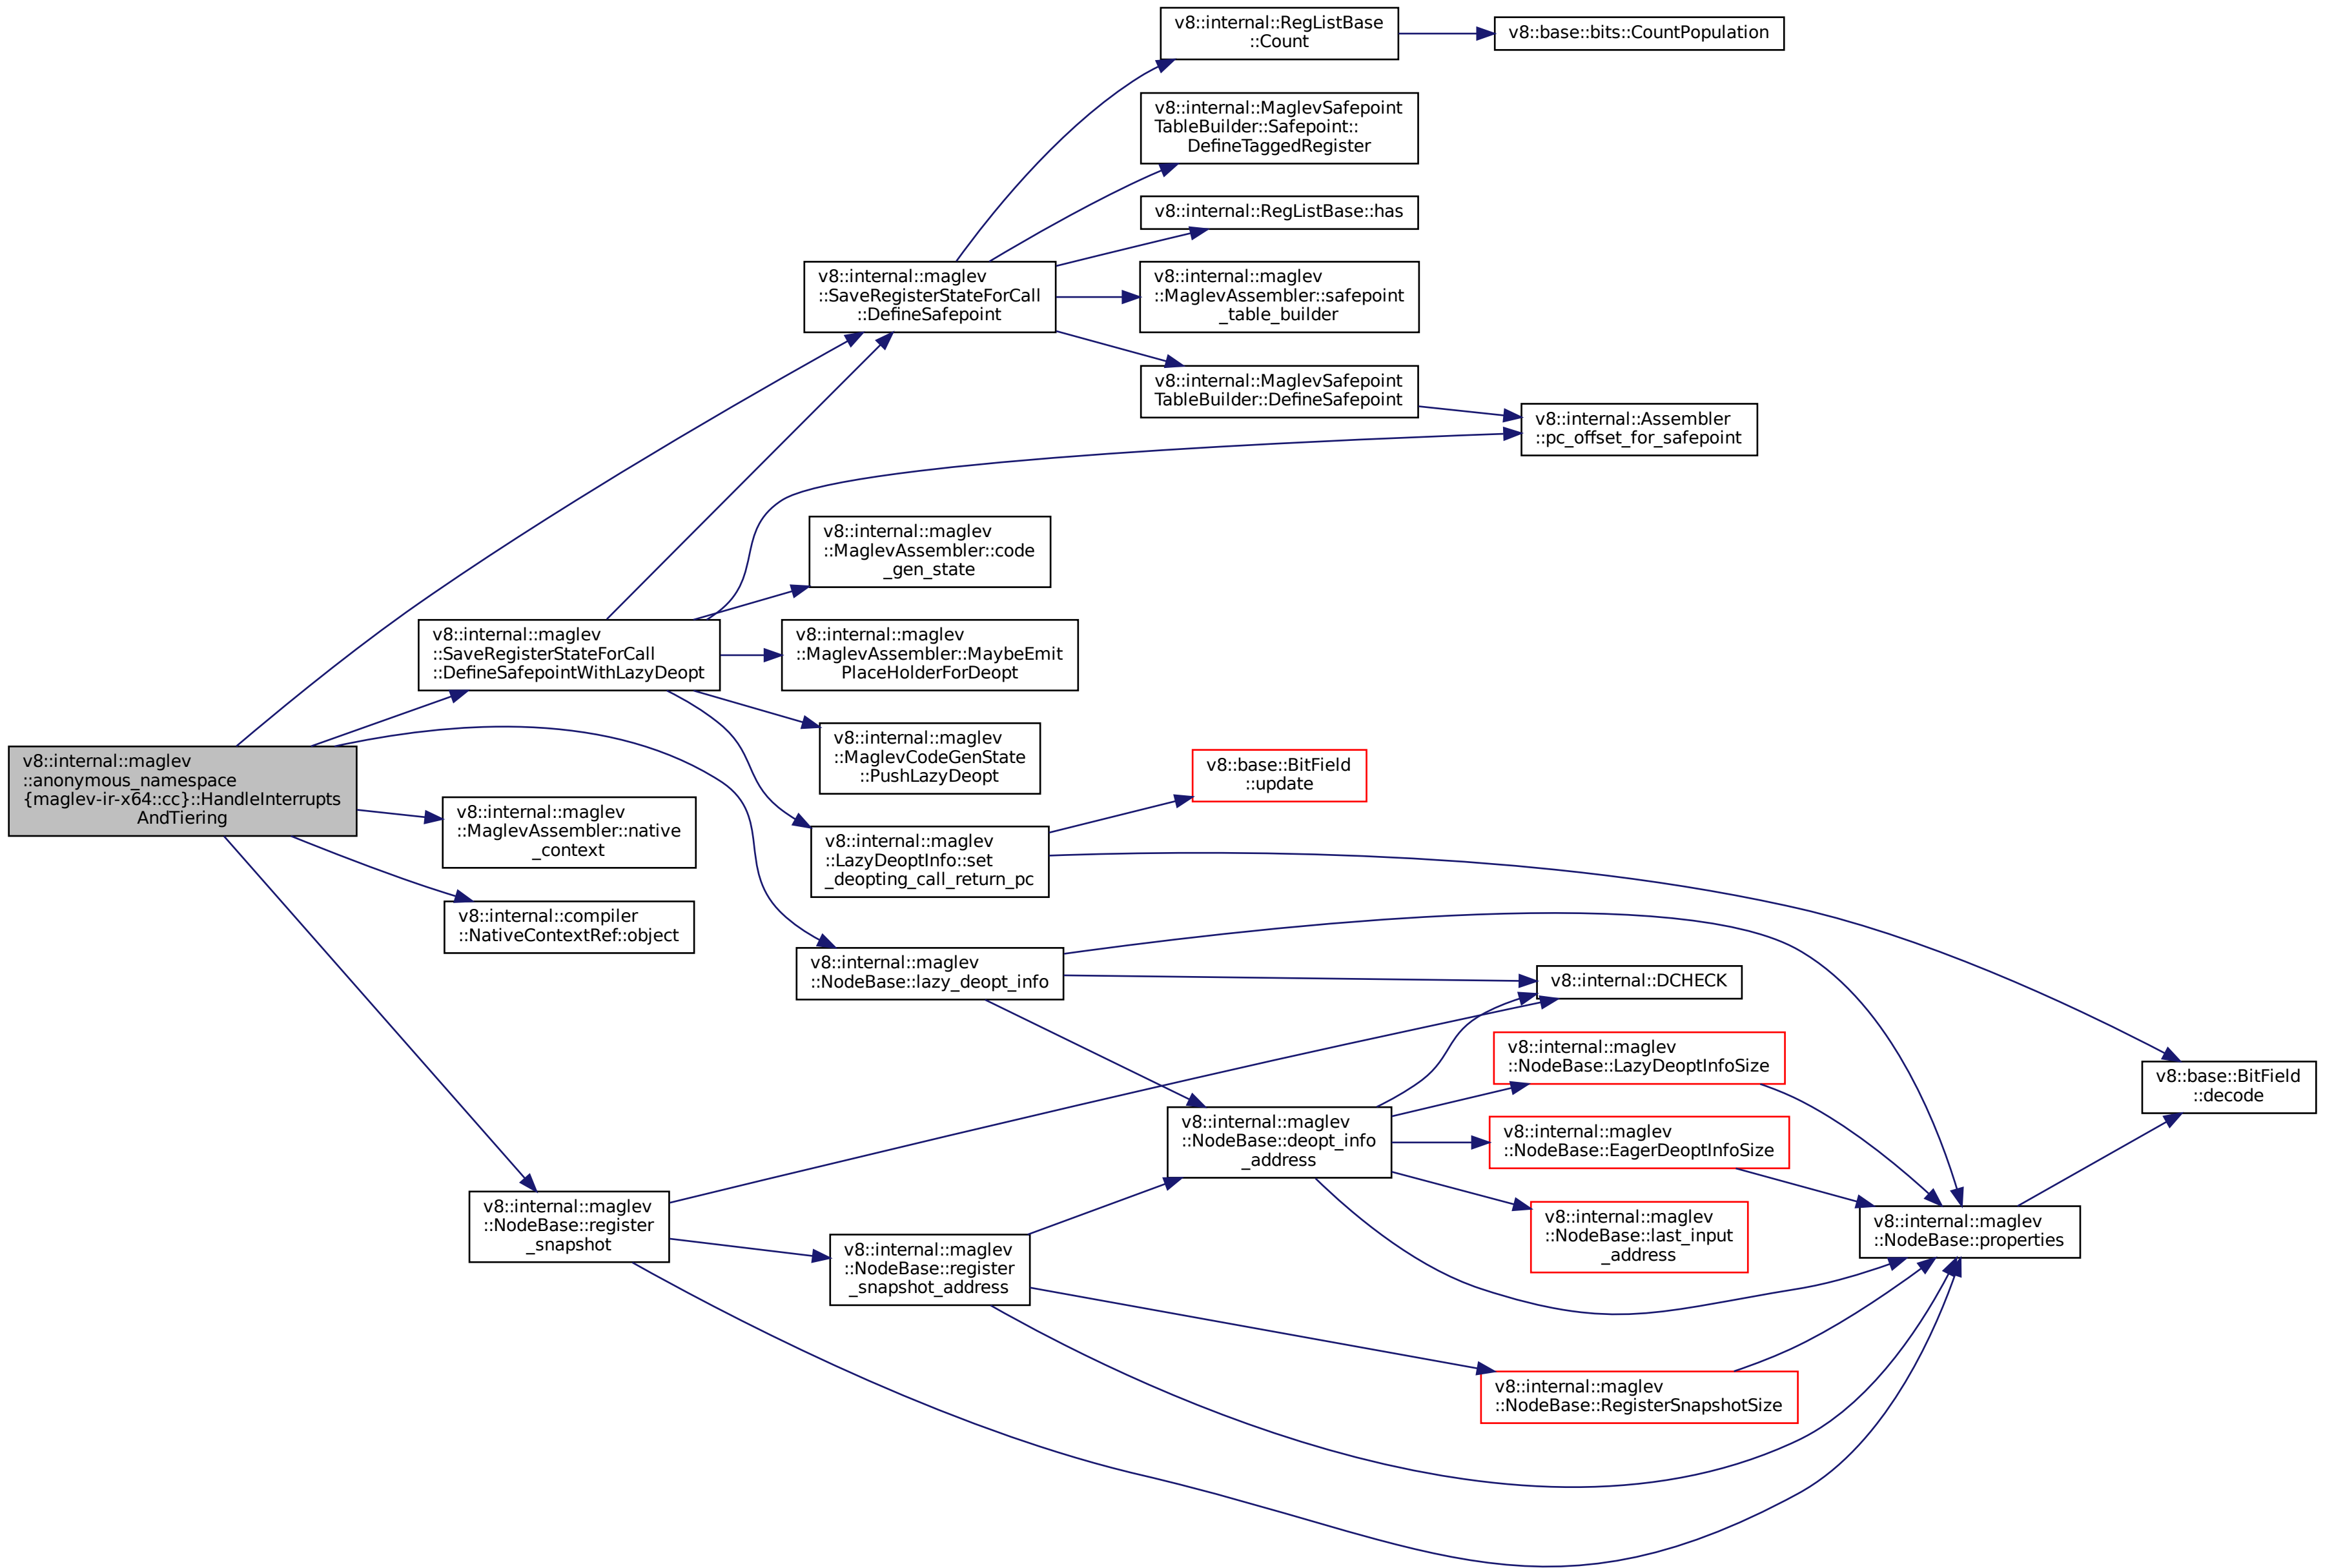 v8::internal::maglev
::anonymous_namespace
{maglev-ir-x64::cc}::HandleInterrupts
AndTiering
v8::internal::maglev
::SaveRegisterStateForCall
::DefineSafepoint
v8::internal::RegListBase
::Count
v8::base::bits::CountPopulation
v8::internal::MaglevSafepoint
TableBuilder::Safepoint::
DefineTaggedRegister
v8::internal::RegListBase::has
v8::internal::maglev
::MaglevAssembler::safepoint
_table_builder
v8::internal::MaglevSafepoint
TableBuilder::DefineSafepoint
v8::internal::Assembler
::pc_offset_for_safepoint
v8::internal::maglev
::SaveRegisterStateForCall
::DefineSafepointWithLazyDeopt
v8::internal::maglev
::MaglevAssembler::code
_gen_state
v8::internal::maglev
::MaglevAssembler::MaybeEmit
PlaceHolderForDeopt
v8::internal::maglev
::MaglevCodeGenState
::PushLazyDeopt
v8::internal::maglev
::LazyDeoptInfo::set
_deopting_call_return_pc
v8::base::BitField
::update
v8::base::BitField
::decode
v8::internal::maglev
::MaglevAssembler::native
_context
v8::internal::compiler
::NativeContextRef::object
v8::internal::maglev
::NodeBase::lazy_deopt_info
v8::internal::DCHECK
v8::internal::maglev
::NodeBase::deopt_info
_address
v8::internal::maglev
::NodeBase::LazyDeoptInfoSize
v8::internal::maglev
::NodeBase::EagerDeoptInfoSize
v8::internal::maglev
::NodeBase::last_input
_address
v8::internal::maglev
::NodeBase::properties
v8::internal::maglev
::NodeBase::register
_snapshot
v8::internal::maglev
::NodeBase::register
_snapshot_address
v8::internal::maglev
::NodeBase::RegisterSnapshotSize